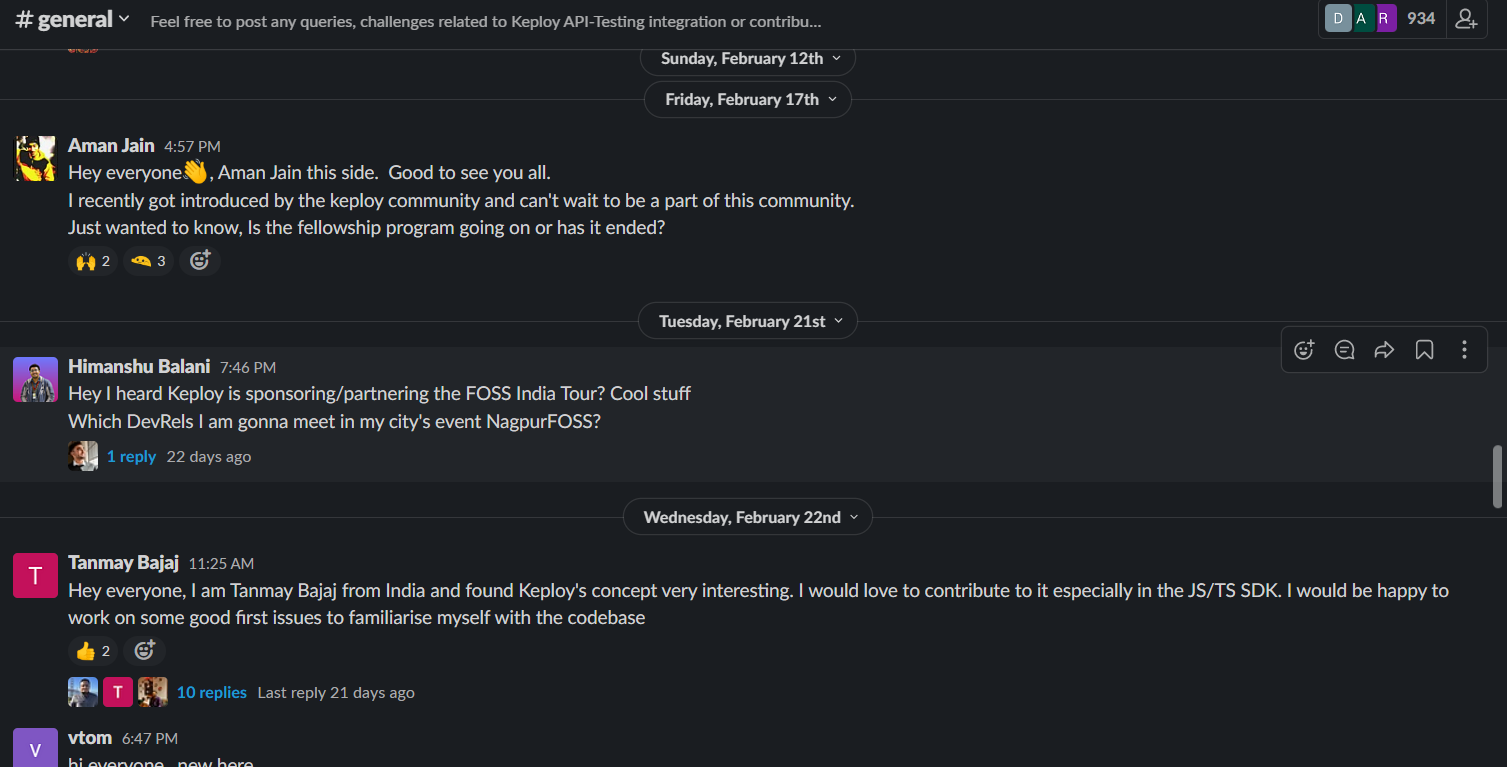 # general
Feel free to post any queries, challenges related to Keploy API-Testing integration or contribu...
D A R 934
Sunday, February 12th
Friday, February 17th
Aman Jain 4:57 PM
Hey everyone👋, Aman Jain this side. Good to see you all.
I recently got introduced by the keploy community and can't wait to be a part of this community.
Just wanted to know, Is the fellowship program going on or has it ended?
2 3
Tuesday, February 21st
Himanshu Balani 7:46 PM
Hey I heard Keploy is sponsoring/partnering the FOSS India Tour? Cool stuff
Which DevRels I am gonna meet in my city's event NagpurFOSS?
1 reply 22 days ago
Wednesday, February 22nd
T
Tanmay Bajaj 11:25 AM
Hey everyone, I am Tanmay Bajaj from India and found Keploy's concept very interesting. I would love to contribute to it especially in the JS/TS SDK. I would be happy to
work on some good first issues to familiarise myself with the codebase
2
T 10 replies Last reply 21 days ago
V
vtom 6:47 PM
hi everyone.. new here